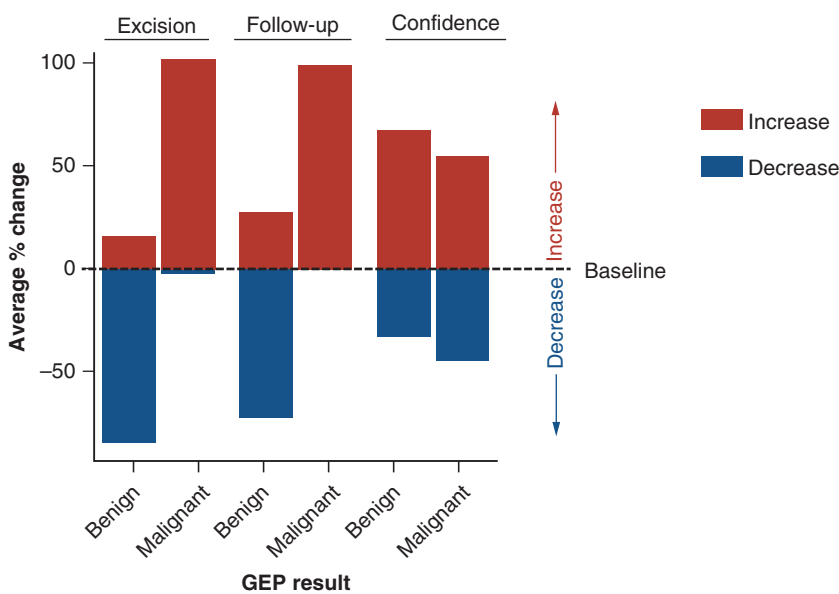 Excision
Follow-up
Confidence
100
50
0
–50
Average % change
Increase
Decrease
Baseline
Increase
Decrease
Benign
Malignant
Benign
Malignant
Benign
Malignant
GEP result